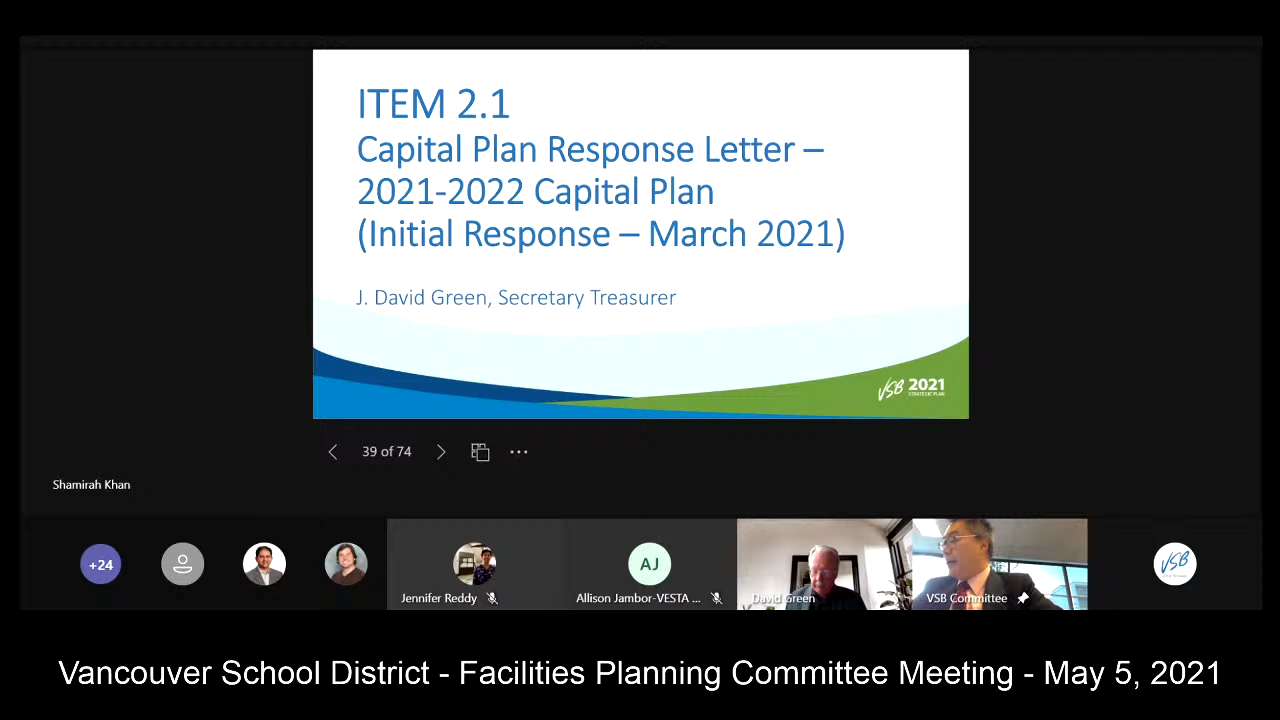 ITEM 2.1
Capital Plan Response Letter –
2021-2022 Capital Plan
(Initial Response – March 2021)
J. David Green, Secretary Treasurer
VSB 2021
STRATEGIC PLAN
39 of 74
Shamirah Khan
+24
Jennifer Reddy
AJ
Allison Jambor-VESTA ...
David Green
VSB Committee
VSB
Vancouver School District - Facilities Planning Committee Meeting - May 5, 2021